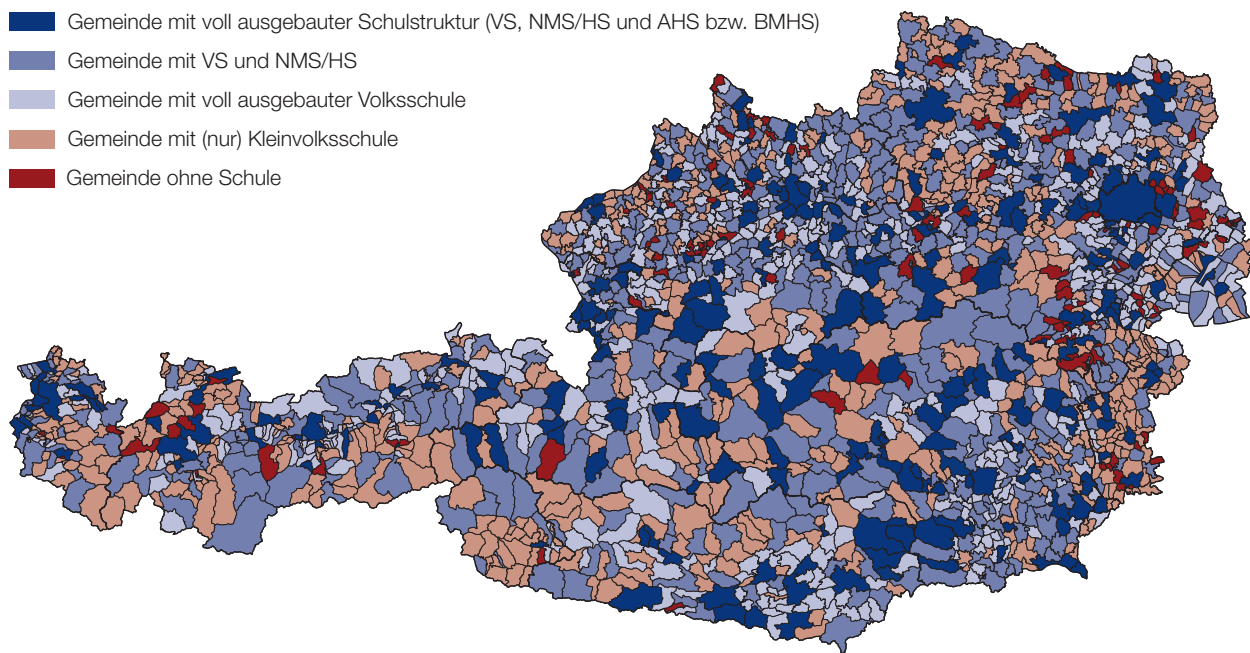 Gemeinde mit voll ausgebauter Schulstruktur (VS, NMS/HS und AHS bzw. BMHS)
Gemeinde mit VS und NMS/HS
Gemeinde mit voll ausgebauter Volksschule
Gemeinde mit (nur) Kleinvolksschule
Gemeinde ohne Schule